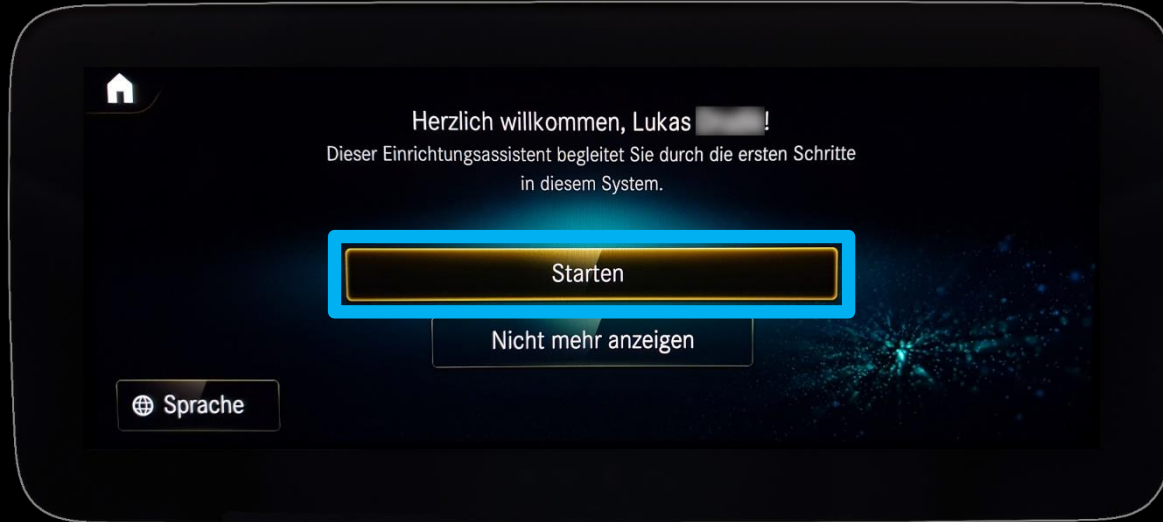 Herzlich willkommen, Lukas !
Dieser Einrichtungsassistent begleitet Sie durch die ersten Schritte
in diesem System.
Starten
Nicht mehr anzeigen
Sprache